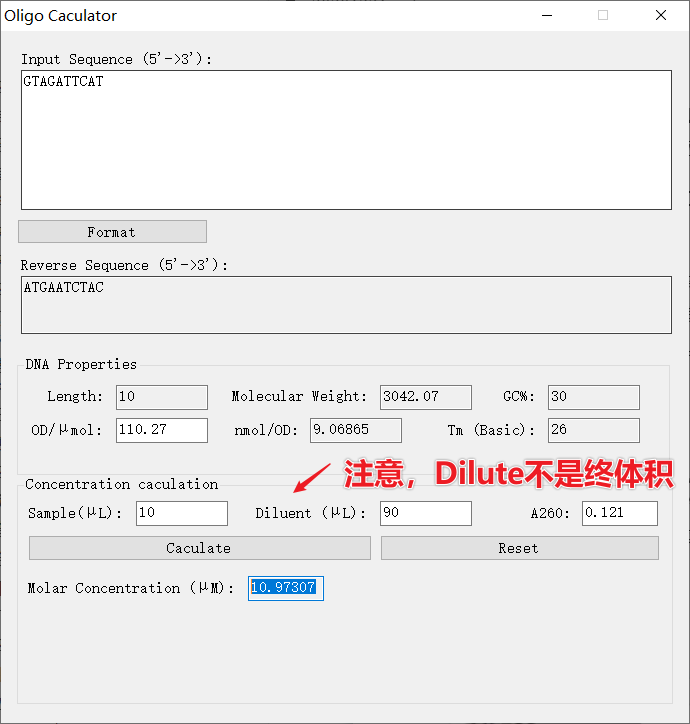 Oligo Caculator
Input Sequence (5'->3'):
GTAGATTCAT
Format
Reverse Sequence (5'->3'):
ATGAATCTAC
DNA Properties
Length: 10 Molecular Weight: 3042.07 GC%: 30
OD/μmol: 110.27 nmol/OD: 9.06865 Tm (Basic): 26
注意，Dilute不是终体积
Concentration caculation
Sample(μL): 10 Diluent (μL): 90 A260: 0.121
Caculate Reset
Molar Concentration (μM): 10.97307